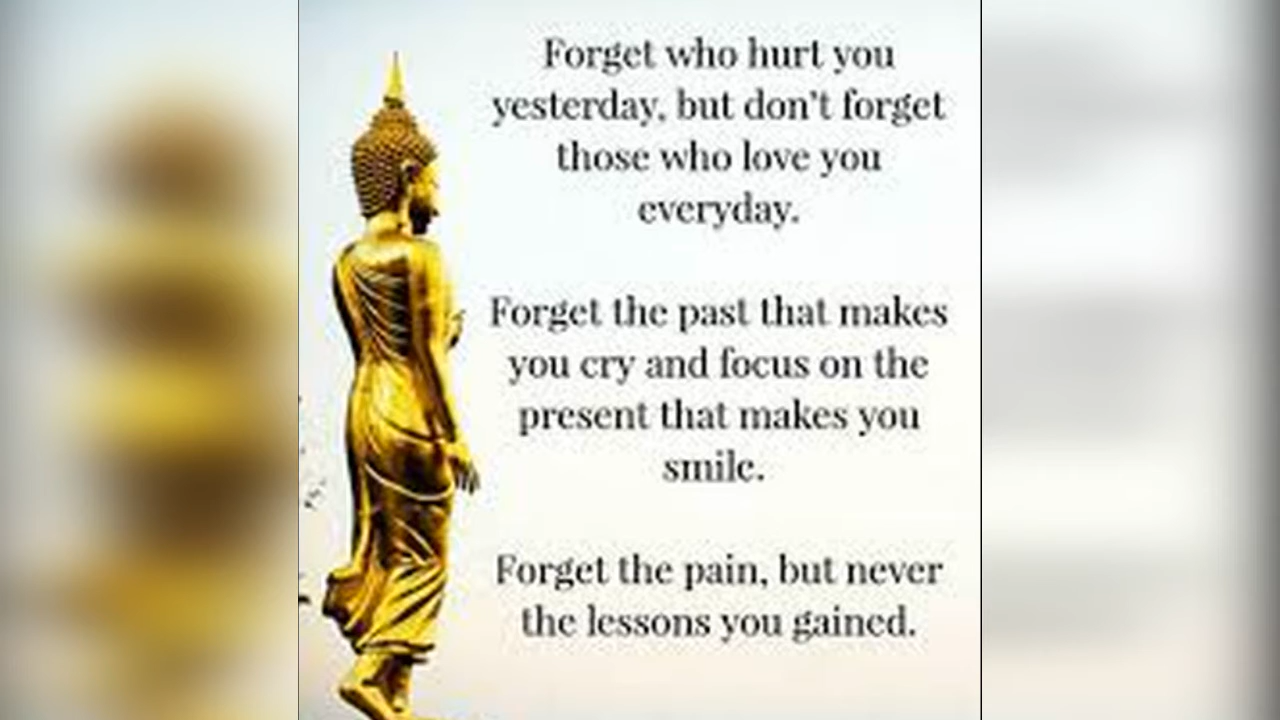 Forget who hurt you
yesterday, but don't forget
those who love you
everyday.
Forget the past that makes
you cry and focus on the
present that makes you
smile.
Forget the pain, but never
the lessons you gained.